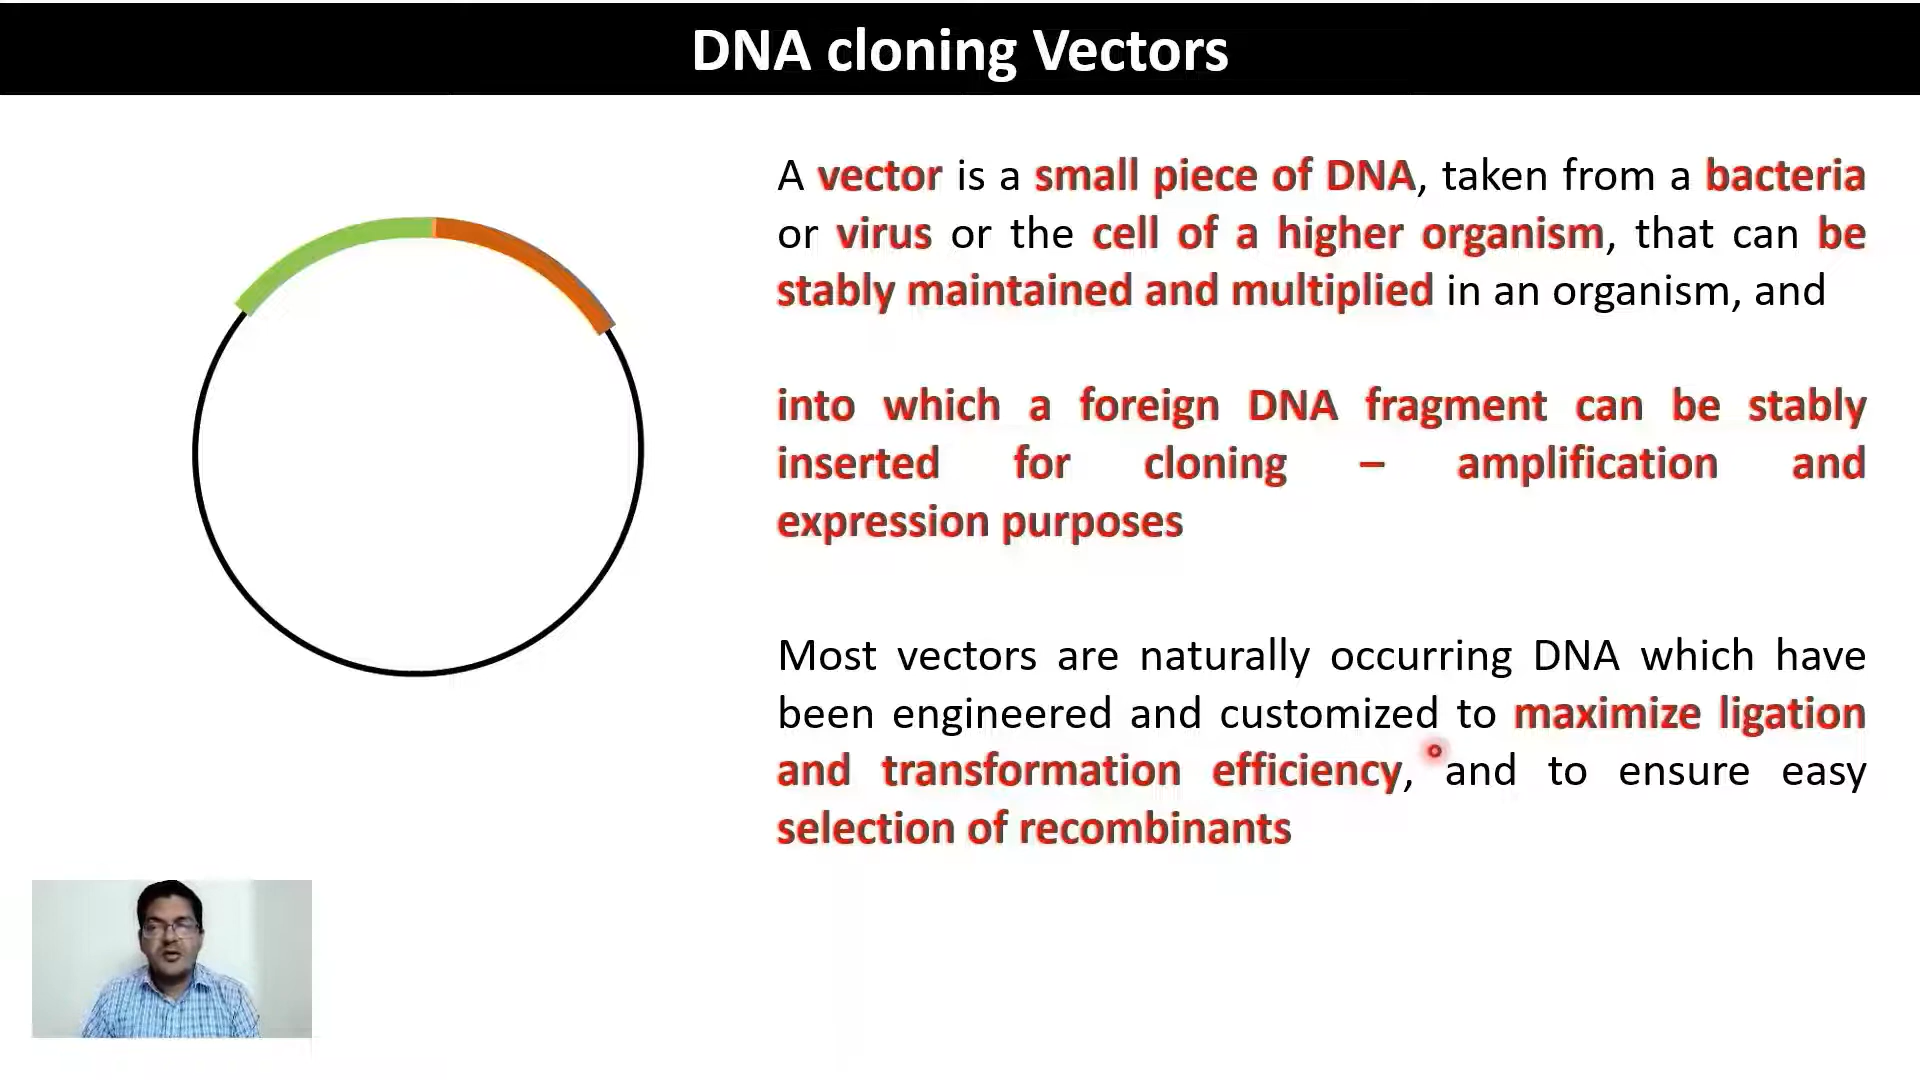 DNA cloning Vectors
A vector is a small piece of DNA, taken from a bacteria
or virus or the cell of a higher organism, that can be
stably maintained and multiplied in an organism, and
into which a foreign DNA fragment can be stably
inserted for cloning – amplification and
expression purposes
Most vectors are naturally occurring DNA which have
been engineered and customized to maximize ligation
and transformation efficiency, and to ensure easy
selection of recombinants